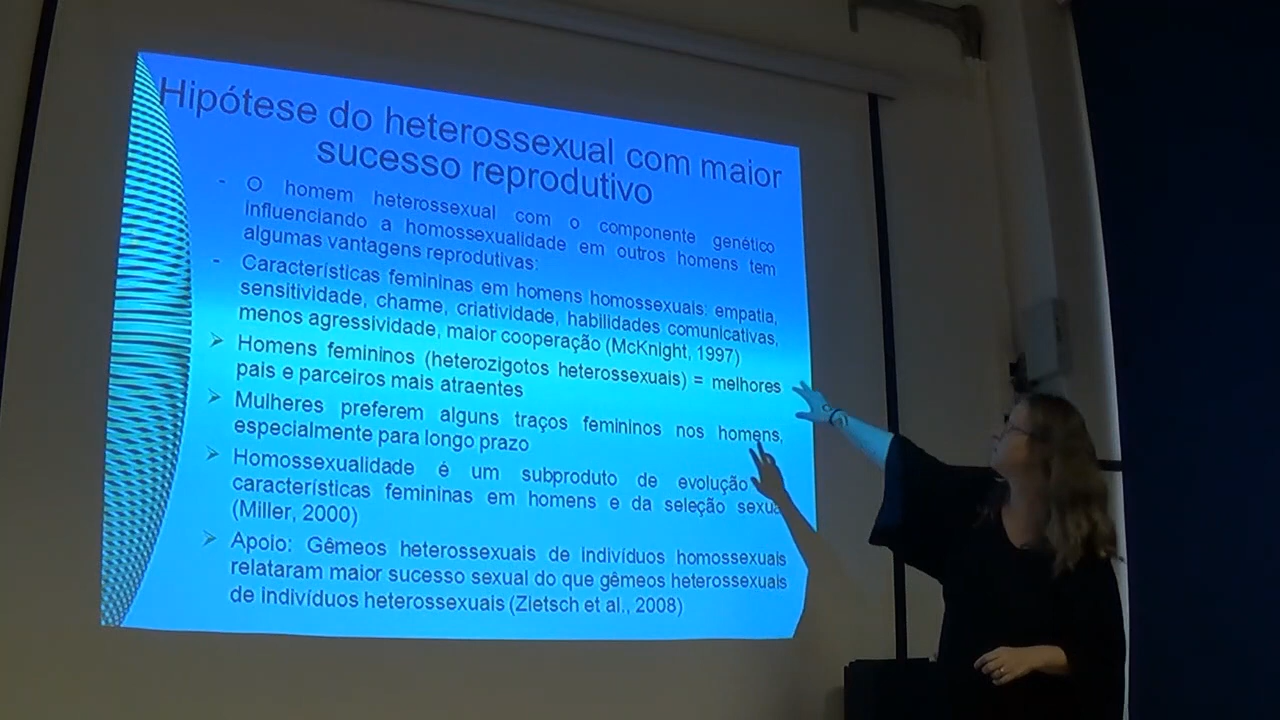 Hipótese do heterossexual com maior
sucesso reprodutivo
- O homem heterossexual com o componente genético
influenciando a homossexualidade em outros homens tem
algumas vantagens reprodutivas:
- Características femininas em homens homossexuais: empatia,
sensitividade, charme, criatividade, habilidades comunicativas,
menos agressividade, maior cooperação (McKnight, 1997)
➢ Homens femininos (heterozigotos heterossexuais) = melhores
pais e parceiros mais atraentes
➢ Mulheres preferem alguns traços femininos nos homens,
especialmente para longo prazo
➢ Homossexualidade é um subproduto de evolução
características femininas em homens e da seleção
(Miller, 2000)
➢ Apoio: Gêmeos heterossexuais de indivíduos homossexuais
relataram maior sucesso sexual do que gêmeos heterossexuais
de indivíduos heterossexuais (Zietsch et al., 2008)